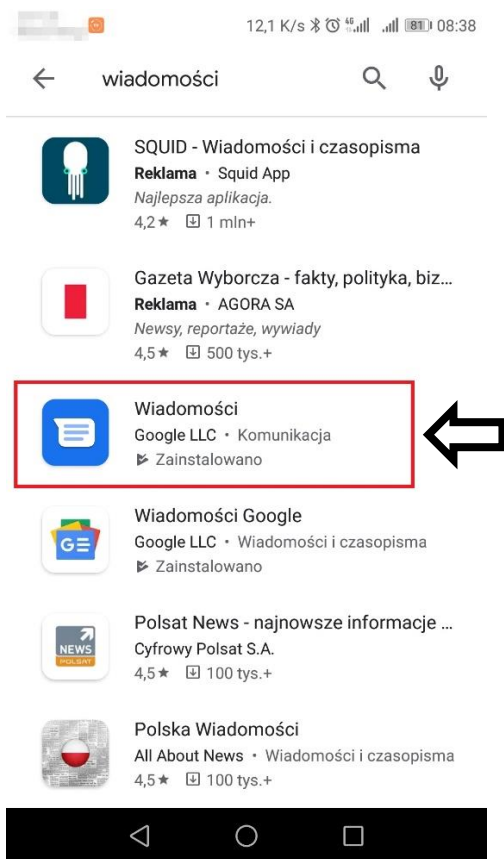 12,1 K/s 46 81 08:38
wiadomości
SQUID - Wiadomości i czasopisma
Reklama • Squid App
Najlepsza aplikacja.
4,2★ 1 mln+
Gazeta Wyborcza - fakty, polityka, biz...
Reklama • AGORA SA
Newsy, reportaże, wywiady
4,5★ 500 tys.+
Wiadomości
Google LLC • Komunikacja
Zainstalowano
Wiadomości Google
Google LLC • Wiadomości i czasopisma
GE
Zainstalowano
Polsat News - najnowsze informacje ...
Cyfrowy Polsat S.A.
NEWS
POLSAT
4,5★ 100 tys.+
Polska Wiadomości
All About News • Wiadomości i czasopisma
4,5★ 100 tys.+